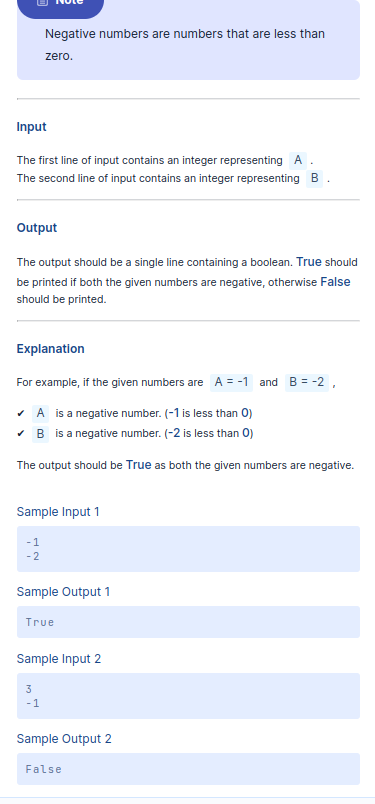 Note
Negative numbers are numbers that are less than
zero.
Input
The first line of input contains an integer representing A .
The second line of input contains an integer representing B .
Output
The output should be a single line containing a boolean. True should
be printed if both the given numbers are negative, otherwise False
should be printed.
Explanation
For example, if the given numbers are A = -1 and B = -2 ,
✔ A is a negative number. (-1 is less than 0)
✔ B is a negative number. (-2 is less than 0)
The output should be True as both the given numbers are negative.
Sample Input 1
-1
-2
Sample Output 1
True
Sample Input 2
3
-1
Sample Output 2
False